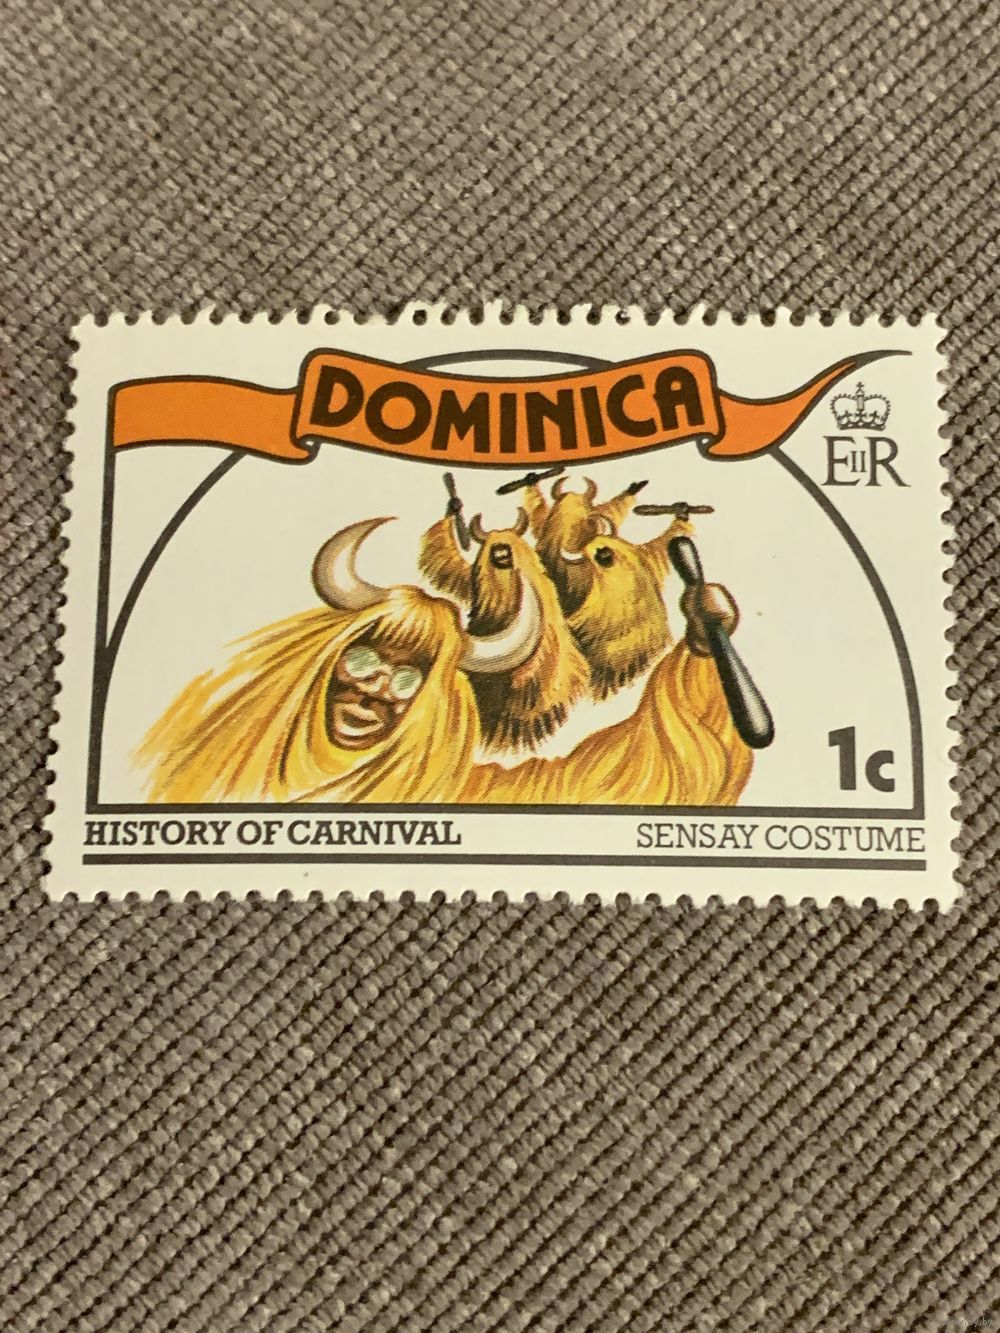 DOMINICA
EIIR
1c
HISTORY OF CARNIVAL
SENSAY COSTUME